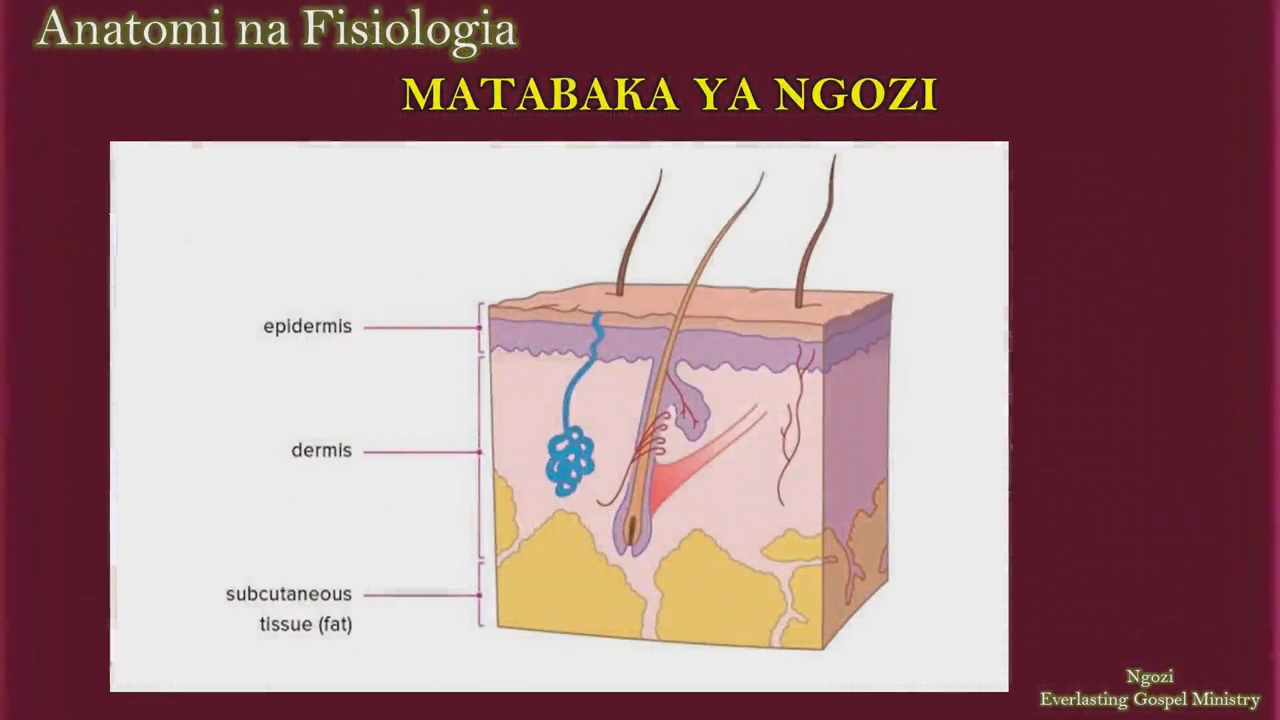 Anatomi na Fisiologia
MATABAKA YA NGOZI
epidermis
dermis
subcutaneous
tissue (fat)
Ngozi
Everlasting Gospel Ministry